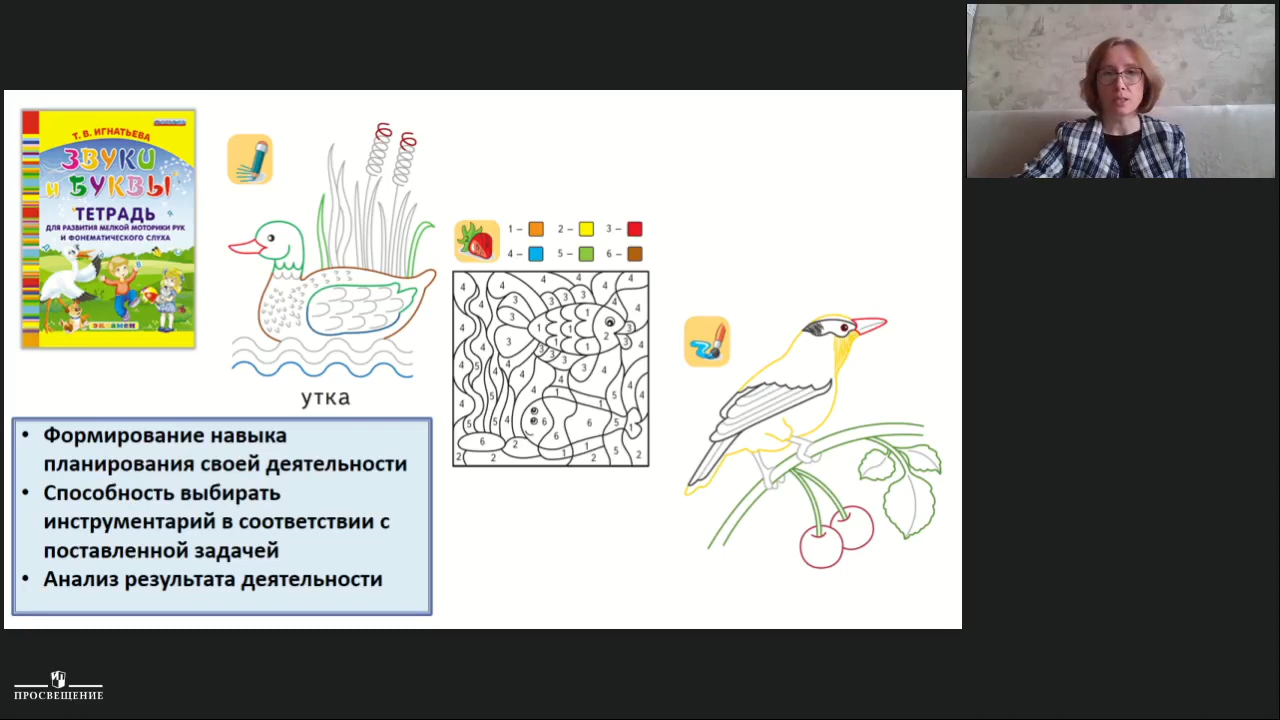 Т. В. ИГНАТЬЕВА
ЗВУКИ
и БУКВЫ
ТЕТРАДЬ
ДЛЯ РАЗВИТИЯ МЕЛКОЙ МОТОРИКИ РУК
И ФОНЕМАТИЧЕСКОГО СЛУХА
экзамен
утка
1 – 2 – 3 –
4 – 5 – 6 –
• Формирование навыка
планирования своей деятельности
• Способность выбирать
инструментарий в соответствии с
поставленной задачей
• Анализ результата деятельности
ПРОСВЕЩЕНИЕ